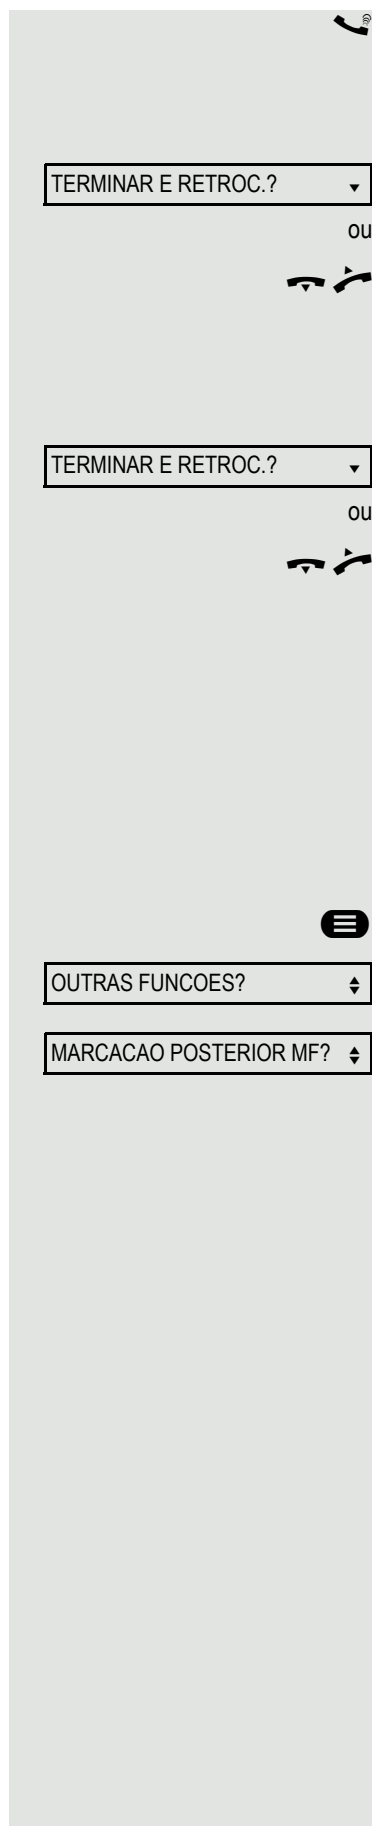 TERMINAR E RETROC.?
ou
TERMINAR E RETROC.?
ou
OUTRAS FUNCOES?
MARCACAO POSTERIOR MF?